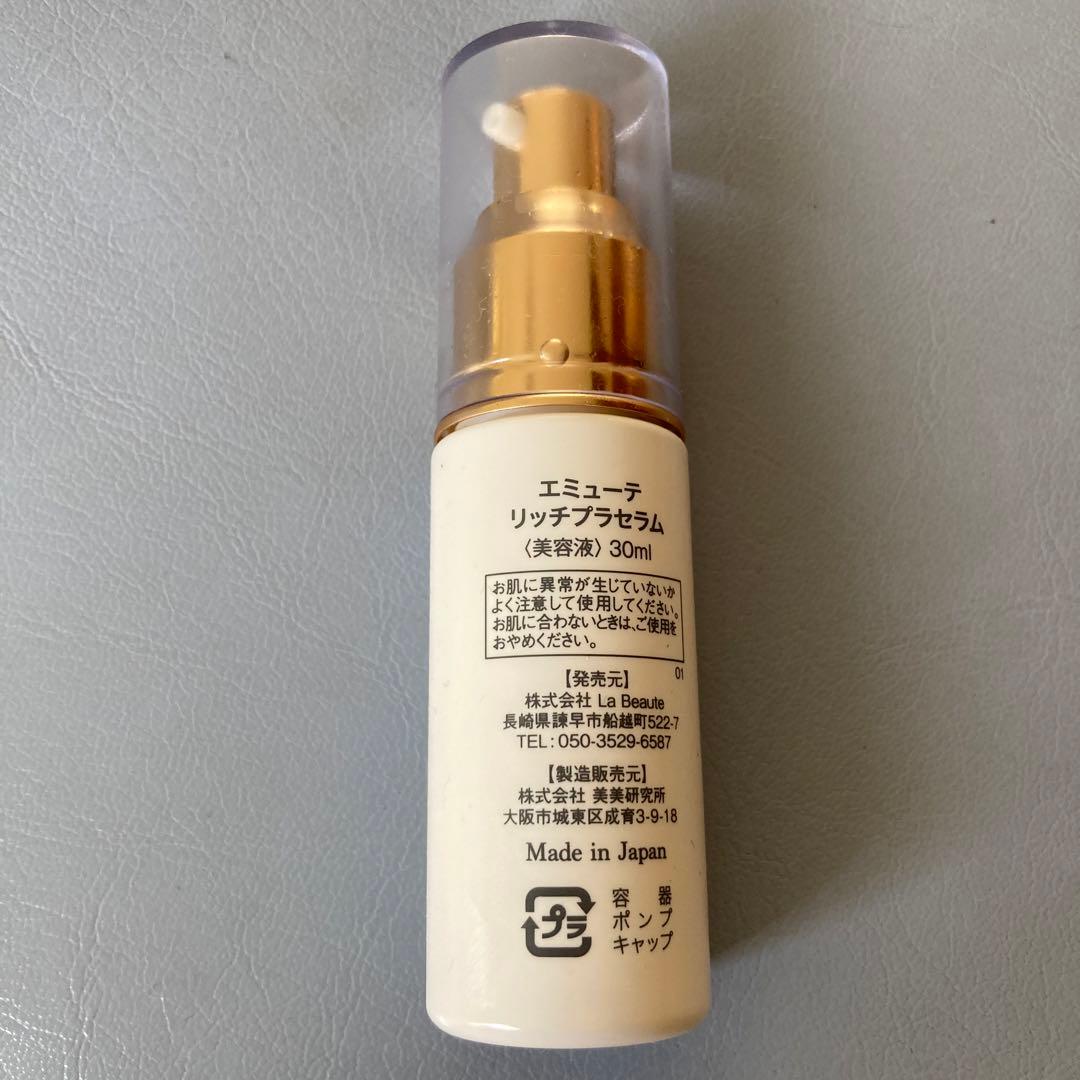 エミューテ
リッチプラセラム
〈美容液〉30ml
お肌に異常が生じていないか
よく注意して使用してください。
お肌に合わないときは、ご使用を
おやめください。
01
【発売元】
株式会社 La Beaute
長崎県諫早市船越町522-7
TEL:050-3529-6587
【製造販売元】
株式会社 美美研究所
大阪市城東区成育3-9-18
Made in Japan
プラ
容器
ポンプ
キャップ